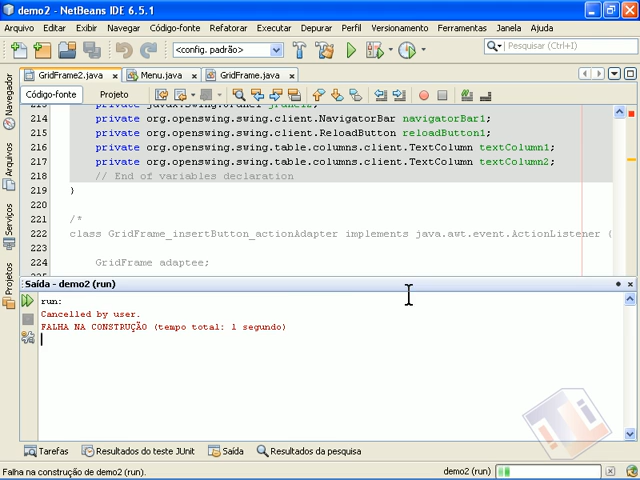 demo2 - NetBeans IDE 6.5.1
Arquivo Editar Exibir Navegar Código-fonte Refatorar Executar Depurar Perfil Versionamento Ferramentas Janela Ajuda
<config. padrão> Pesquisar (Ctrl+I)
GridFrame2.java Menu.java GridFrame.java
Código-fonte Projeto
Navegador
Arquivos
Serviços
Projetos
214 private org.openswing.swing.client.NavigatorBar navigatorBar1;
215 private org.openswing.swing.client.ReloadButton reloadButton1;
216 private org.openswing.swing.table.columns.client.TextColumn textColumn1;
217 private org.openswing.swing.table.columns.client.TextColumn textColumn2;
218 // End of variables declaration
219 }
220
221 /*
222 class GridFrame_insertButton_actionAdapter implements java.awt.event.ActionListener {
223
224 GridFrame adaptee;
Saída - demo2 (run)
run:
Cancelled by user.
FALHA NA CONSTRUÇÃO (tempo total: 1 segundo)
Tarefas Resultados do teste JUnit Saída Resultados da pesquisa
Falha na construção de demo2 (run). demo2 (run)